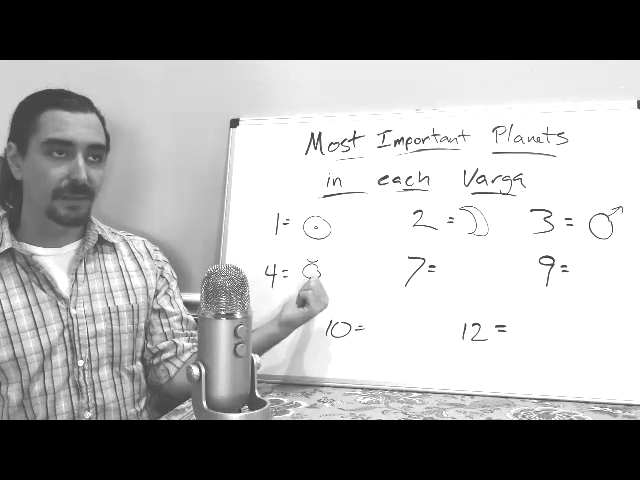 Most Important Planets
in each Varga
1 = ☉ 2 = ☽ 3 = ♂
4 = ☿ 7 = 9 =
10 = 12 =